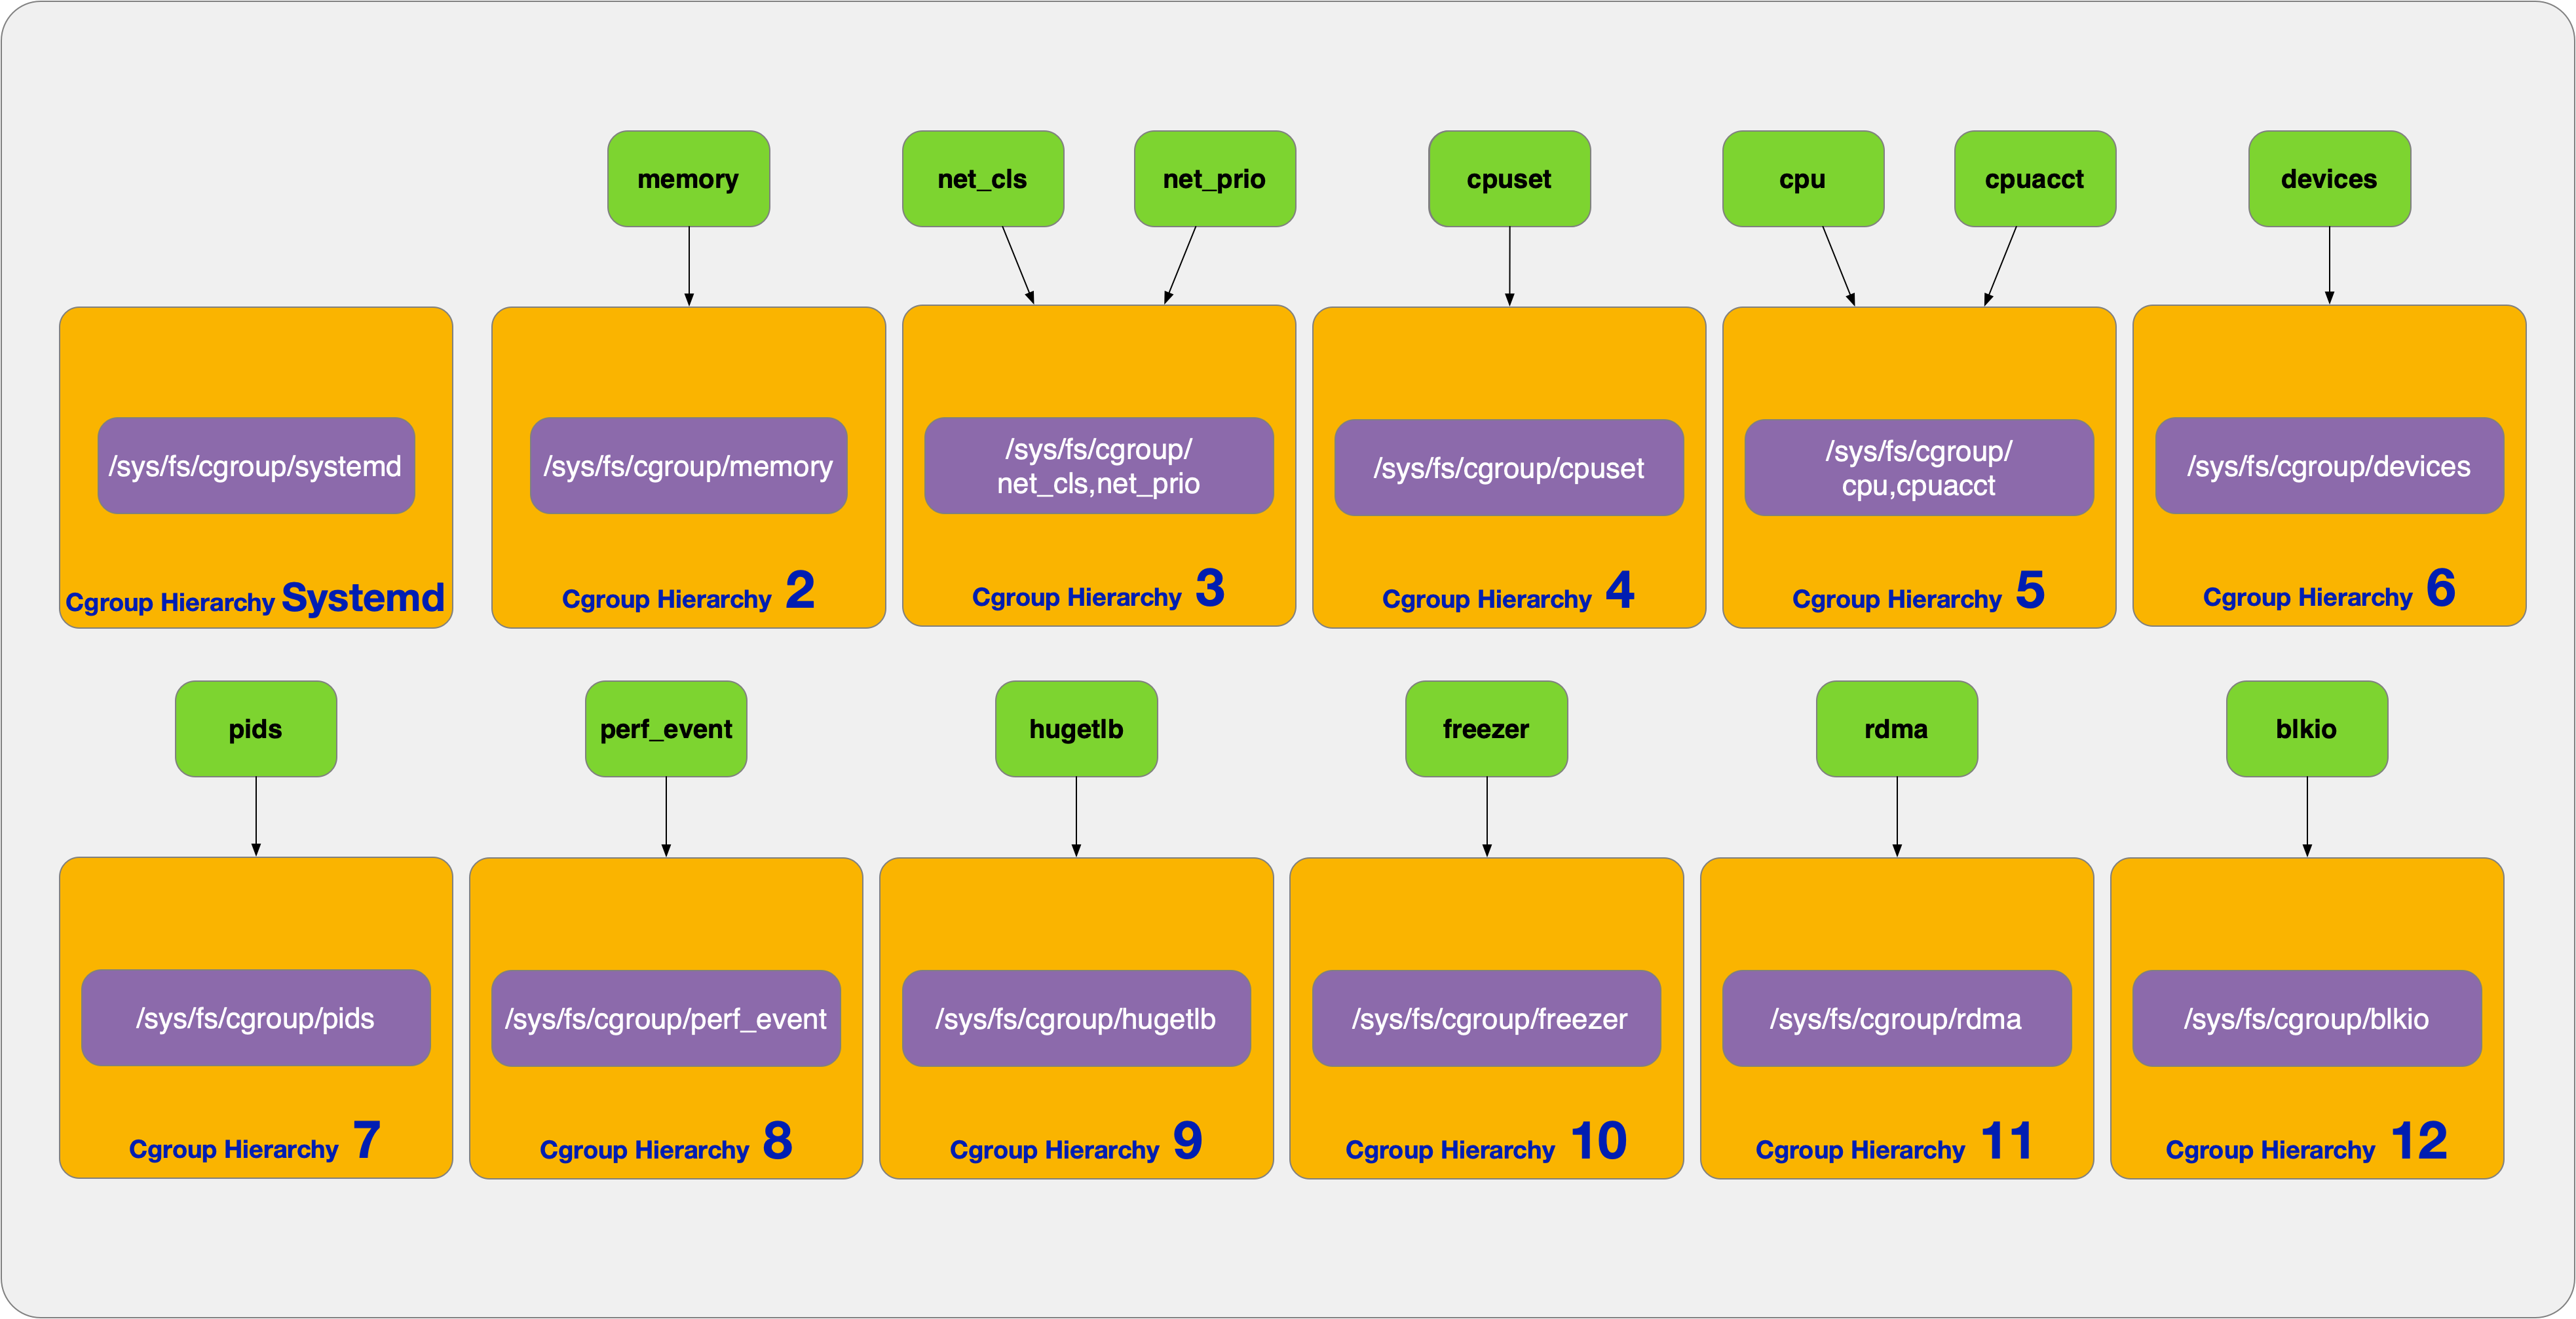 memory
net_cls
net_prio
cpuset
cpu
cpuacct
devices
/sys/fs/cgroup/systemd
Cgroup Hierarchy Systemd
/sys/fs/cgroup/memory
Cgroup Hierarchy 2
/sys/fs/cgroup/
net_cls,net_prio
Cgroup Hierarchy 3
/sys/fs/cgroup/cpuset
Cgroup Hierarchy 4
/sys/fs/cgroup/
cpu,cpuacct
Cgroup Hierarchy 5
/sys/fs/cgroup/devices
Cgroup Hierarchy 6
pids
perf_event
hugetlb
freezer
rdma
blkio
/sys/fs/cgroup/pids
Cgroup Hierarchy 7
/sys/fs/cgroup/perf_event
Cgroup Hierarchy 8
/sys/fs/cgroup/hugetlb
Cgroup Hierarchy 9
/sys/fs/cgroup/freezer
Cgroup Hierarchy 10
/sys/fs/cgroup/rdma
Cgroup Hierarchy 11
/sys/fs/cgroup/blkio
Cgroup Hierarchy 12